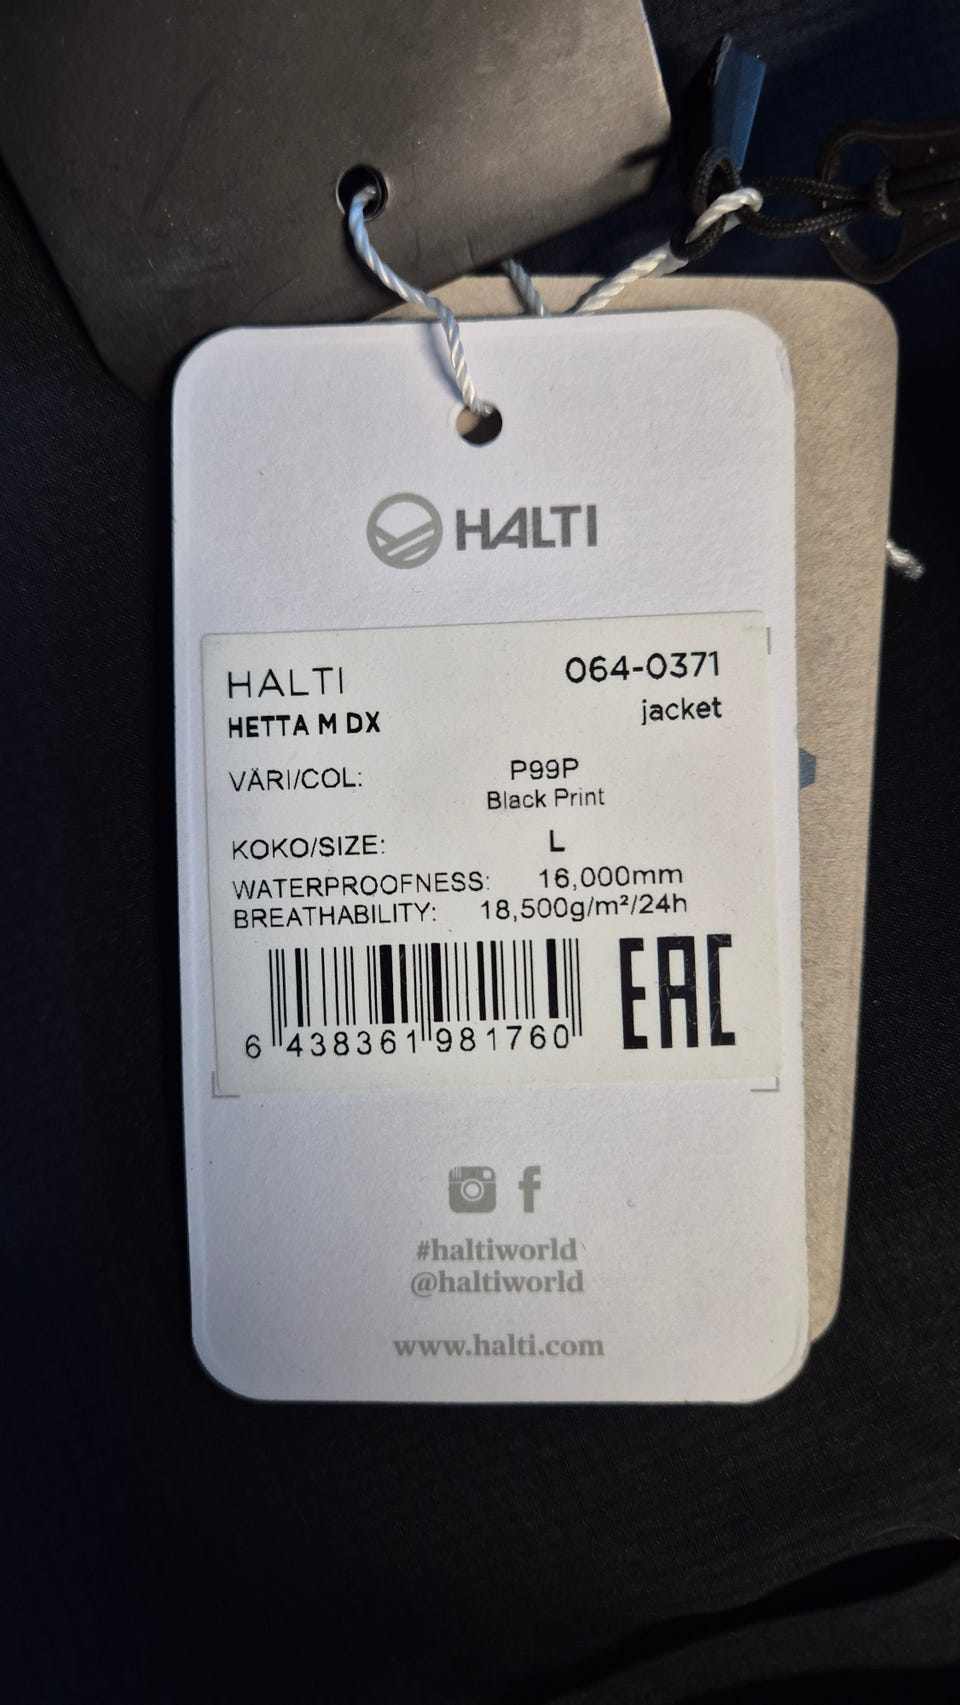 HALTI
HALTI 064-0371
HETTA M DX jacket
VÄRI/COL: P99P
Black Print
KOKO/SIZE: L
WATERPROOFNESS: 16,000mm
BREATHABILITY: 18,500g/m²/24h
6 438361 981760
EAC
#haltiworld
@haltiworld
www.halti.com